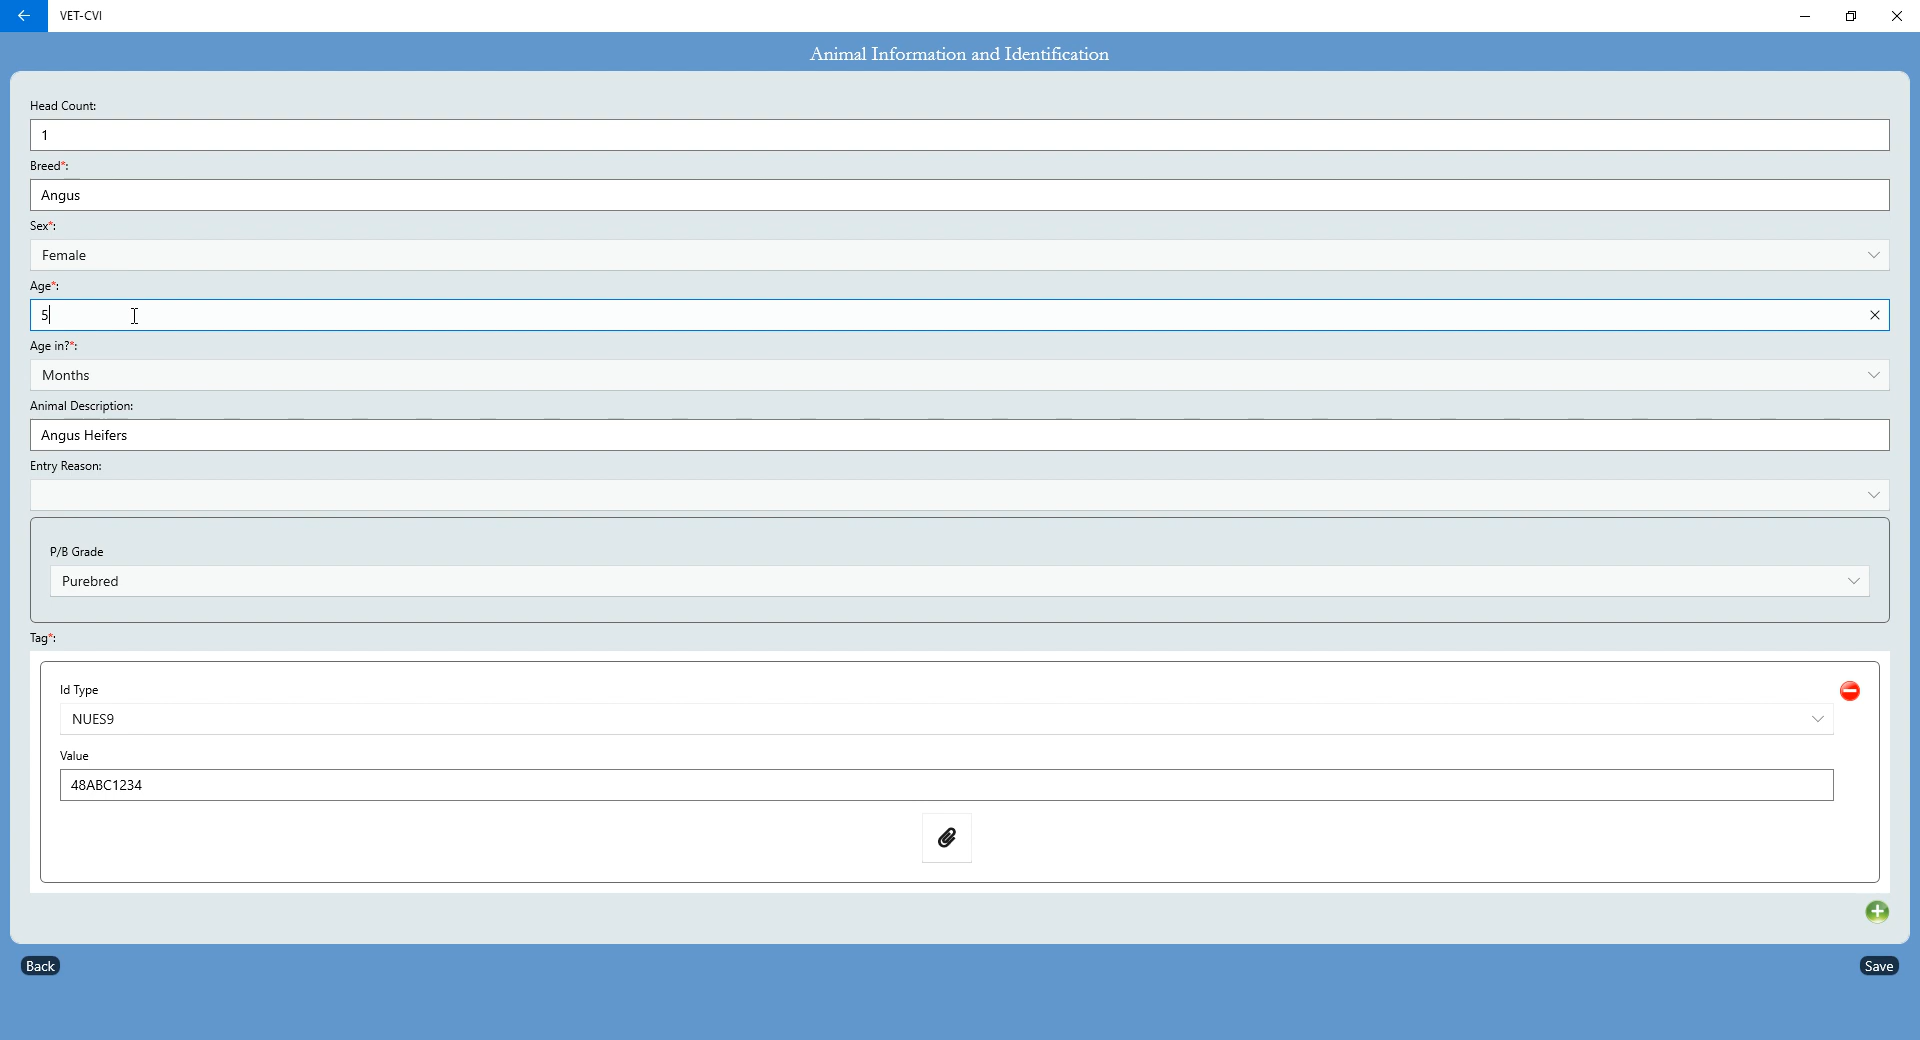 VET-CVI
Animal Information and Identification
Head Count:
1
Breed*:
Angus
Sex*:
Female
Age*:
5
Age in?*:
Months
Animal Description:
Angus Heifers
Entry Reason:
P/B Grade
Purebred
Tag*:
Id Type
NUES9
Value
48ABC1234
Back
Save